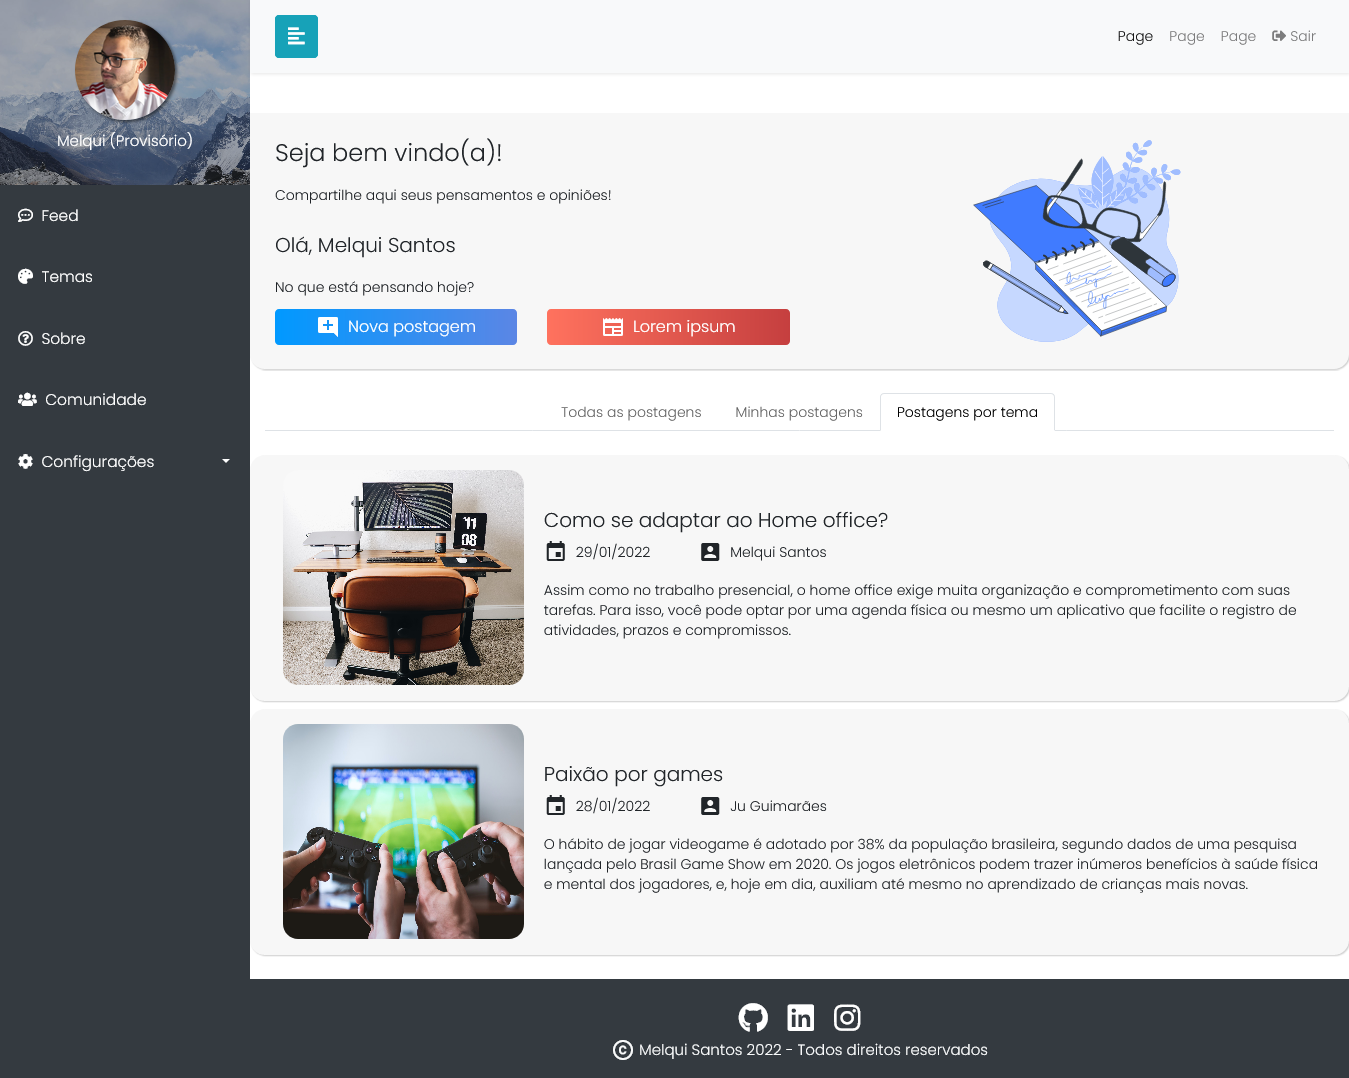 Melqui (Provisório)
Feed
Temas
Sobre
Comunidade
Configurações
Page Page Page Sair
Seja bem vindo(a)!
Compartilhe aqui seus pensamentos e opiniões!
Olá, Melqui Santos
No que está pensando hoje?
Nova postagem Lorem ipsum
Todas as postagens Minhas postagens Postagens por tema
11
08
Como se adaptar ao Home office?
29/01/2022 Melqui Santos
Assim como no trabalho presencial, o home office exige muita organização e comprometimento com suas
tarefas. Para isso, você pode optar por uma agenda física ou mesmo um aplicativo que facilite o registro de
atividades, prazos e compromissos.
Paixão por games
28/01/2022 Ju Guimarães
O hábito de jogar videogame é adotado por 38% da população brasileira, segundo dados de uma pesquisa
lançada pelo Brasil Game Show em 2020. Os jogos eletrônicos podem trazer inúmeros benefícios à saúde física
e mental dos jogadores, e, hoje em dia, auxiliam até mesmo no aprendizado de crianças mais novas.
© Melqui Santos 2022 - Todos direitos reservados